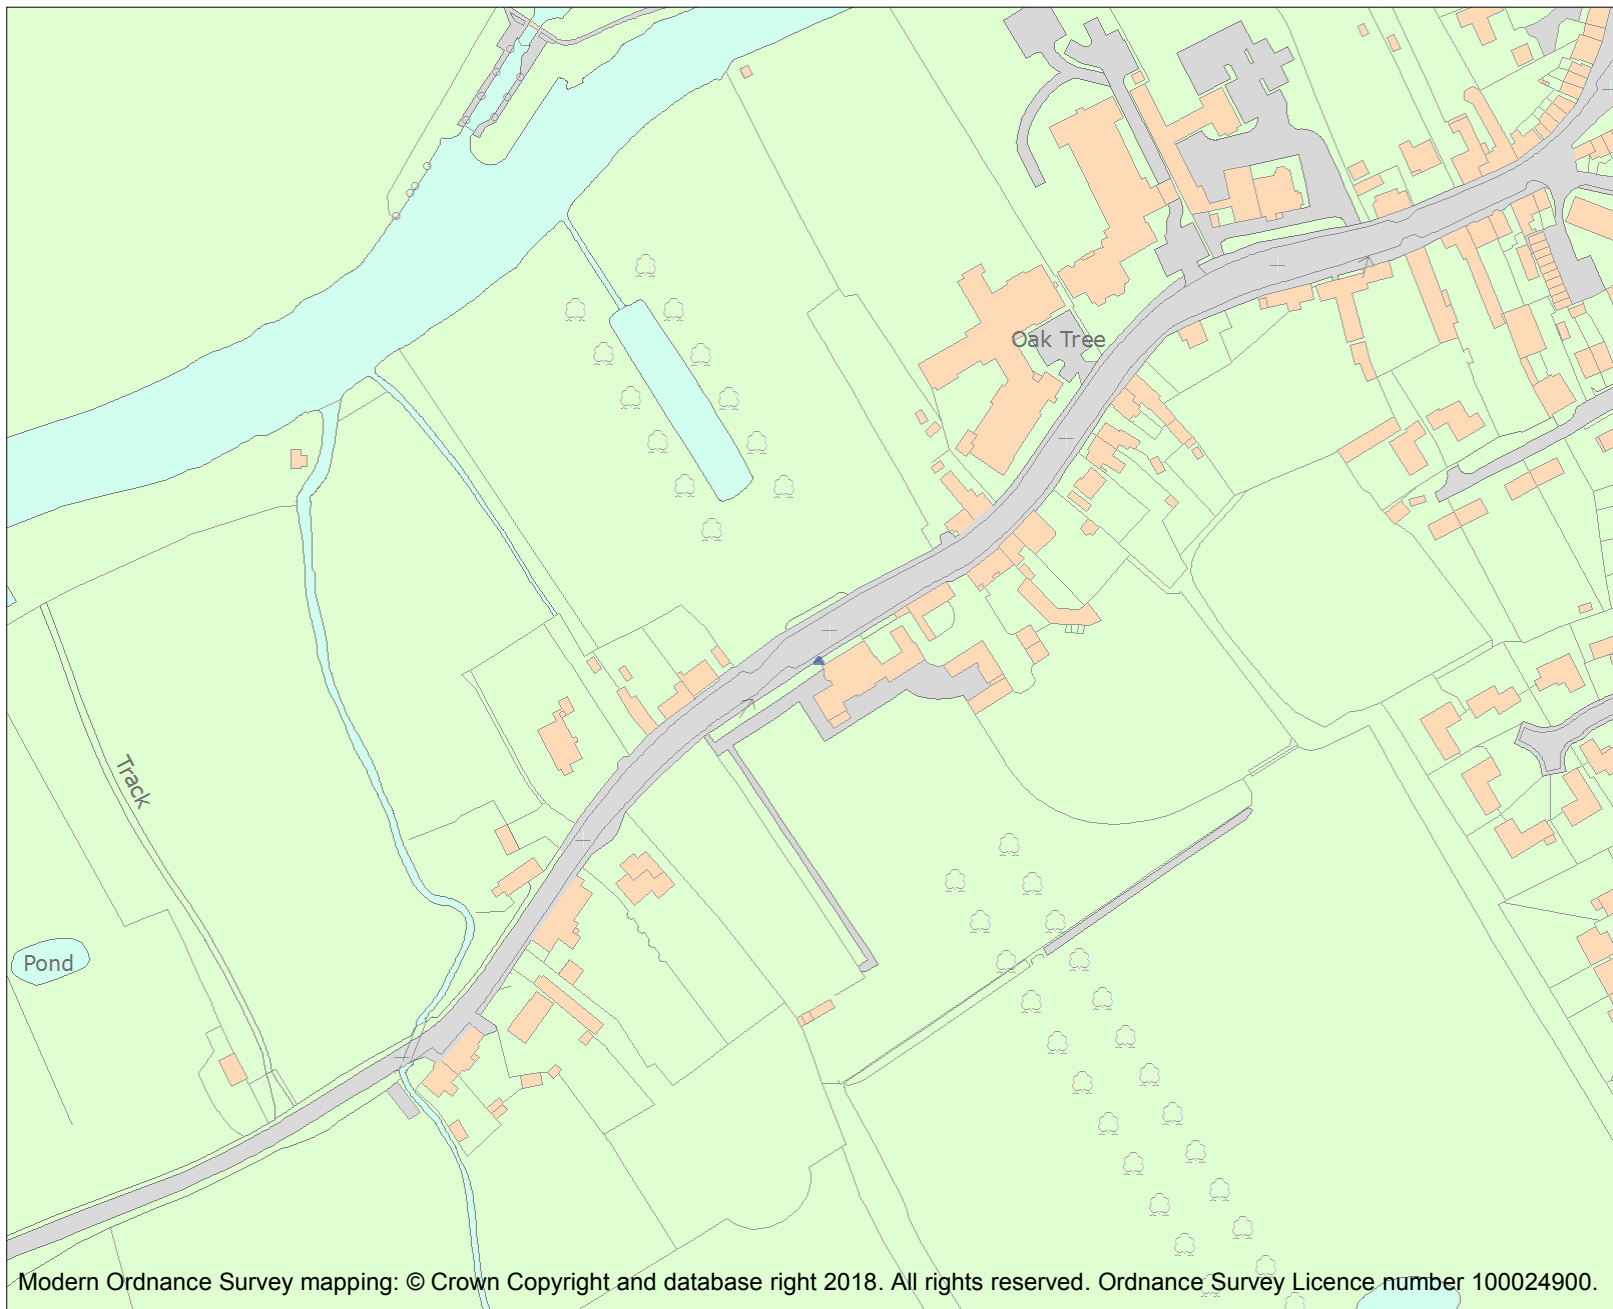 Oak Tree
Track
Pond
Modern Ordnance Survey mapping: © Crown Copyright and database right 2018. All rights reserved. Ordnance Survey Licence number 100024900.